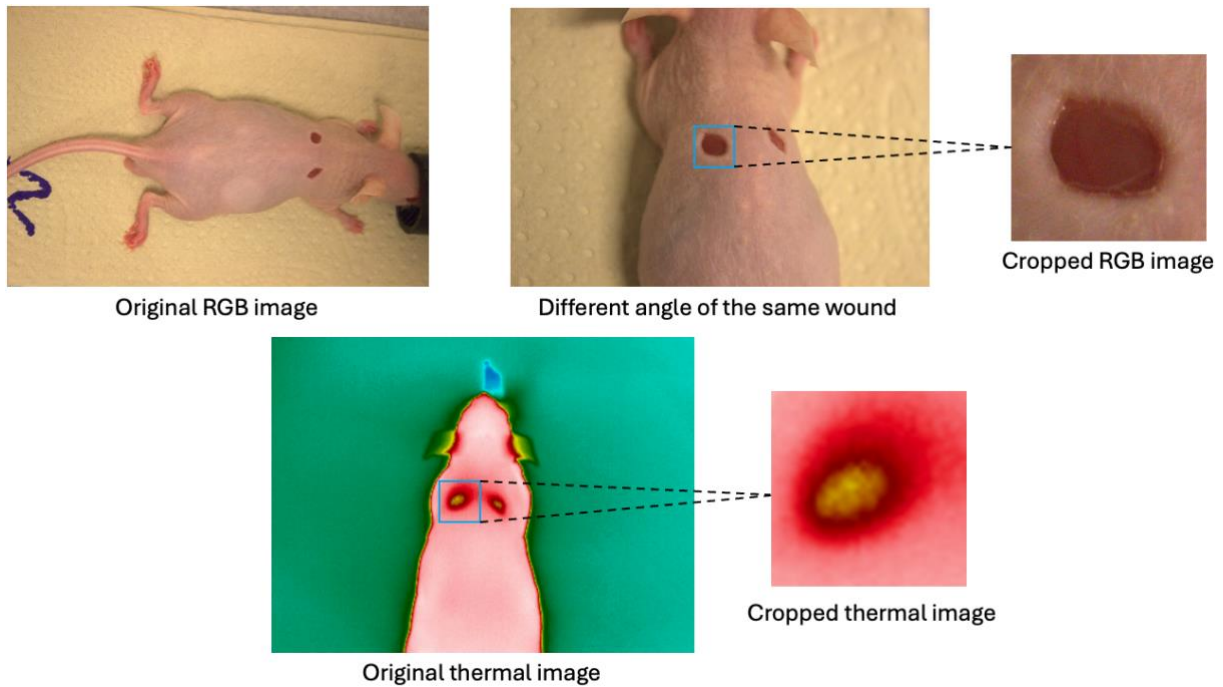 Original RGB image
Different angle of the same wound
Cropped RGB image
Original thermal image
Cropped thermal image